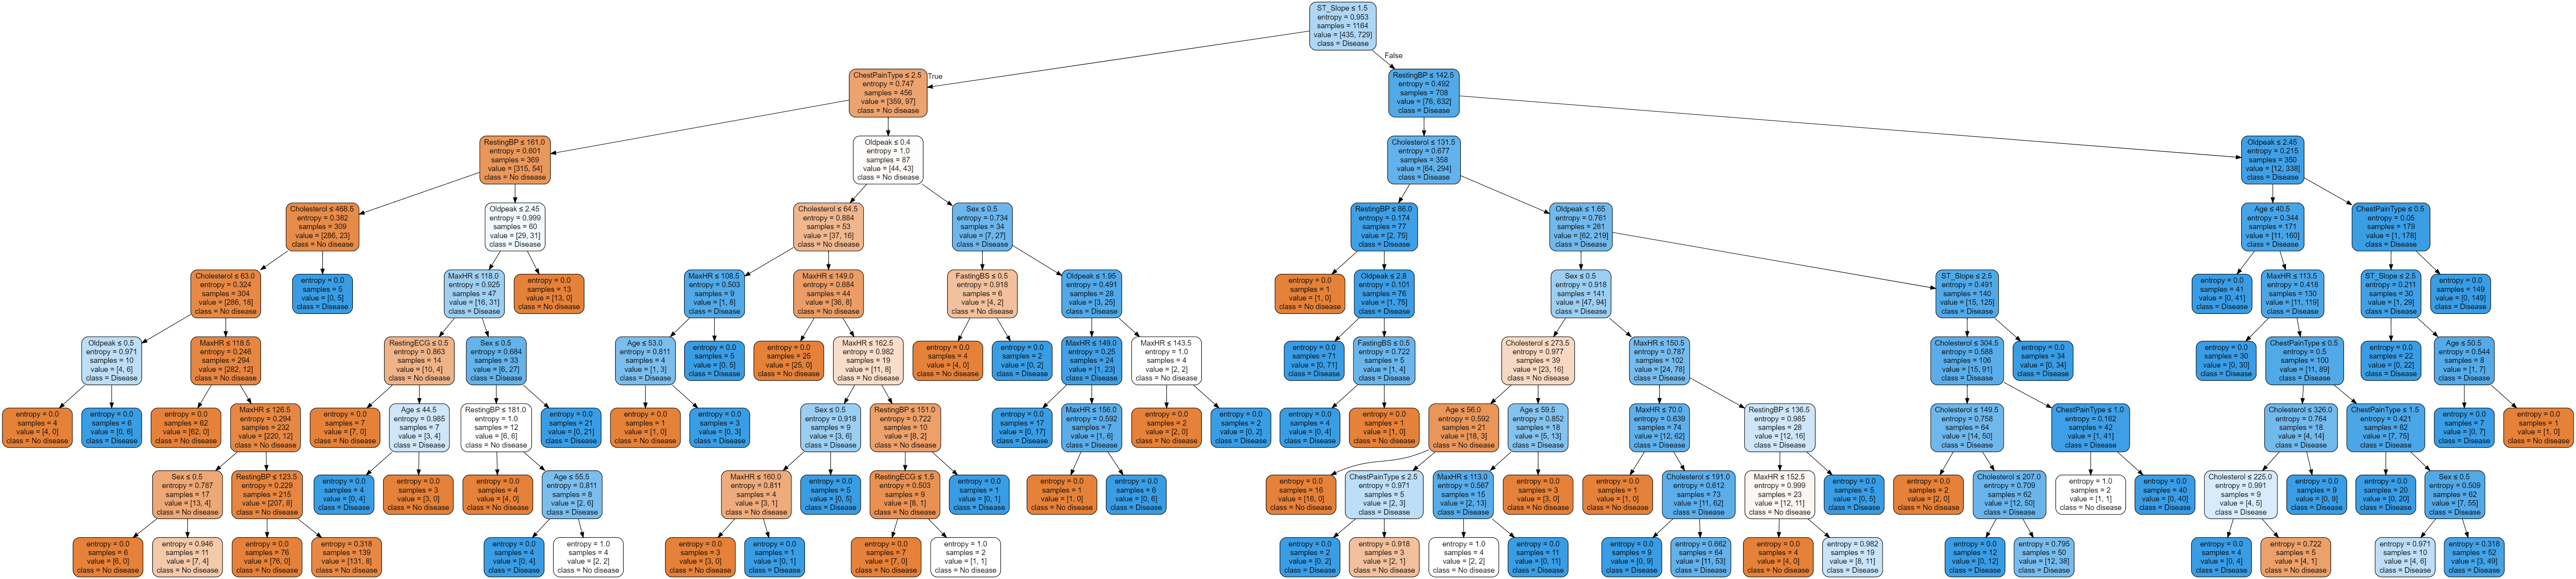 ST_Slope ≤ 1.5
entropy = 0.953
samples = 1164
value = [435, 729]
class = Disease
True
False
ChestPainType ≤ 2.5
entropy = 0.747
samples = 456
value = [359, 97]
class = No disease
RestingBP ≤ 142.5
entropy = 0.492
samples = 708
value = [76, 632]
class = Disease
RestingBP ≤ 161.0
entropy = 0.601
samples = 369
value = [315, 54]
class = No disease
Oldpeak ≤ 0.4
entropy = 1.0
samples = 87
value = [44, 43]
class = No disease
Cholesterol ≤ 131.5
entropy = 0.677
samples = 358
value = [64, 294]
class = Disease
Oldpeak ≤ 2.45
entropy = 0.215
samples = 350
value = [12, 338]
class = Disease
Cholesterol ≤ 468.5
entropy = 0.382
samples = 309
value = [286, 23]
class = No disease
Oldpeak ≤ 2.45
entropy = 0.999
samples = 60
value = [29, 31]
class = Disease
Cholesterol ≤ 64.5
entropy = 0.884
samples = 53
value = [37, 16]
class = No disease
Sex ≤ 0.5
entropy = 0.734
samples = 34
value = [7, 27]
class = Disease
RestingBP ≤ 86.0
entropy = 0.174
samples = 77
value = [2, 75]
class = Disease
Oldpeak ≤ 1.65
entropy = 0.761
samples = 281
value = [62, 219]
class = Disease
Age ≤ 40.5
entropy = 0.344
samples = 171
value = [11, 160]
class = Disease
ChestPainType ≤ 0.5
entropy = 0.05
samples = 179
value = [1, 178]
class = Disease
Cholesterol ≤ 63.0
entropy = 0.324
samples = 304
value = [286, 18]
class = No disease
entropy = 0.0
samples = 5
value = [0, 5]
class = Disease
MaxHR ≤ 118.0
entropy = 0.925
samples = 47
value = [16, 31]
class = Disease
entropy = 0.0
samples = 13
value = [13, 0]
class = No disease
MaxHR ≤ 108.5
entropy = 0.503
samples = 9
value = [1, 8]
class = Disease
MaxHR ≤ 149.0
entropy = 0.684
samples = 44
value = [36, 8]
class = No disease
FastingBS ≤ 0.5
entropy = 0.918
samples = 6
value = [4, 2]
class = No disease
Oldpeak ≤ 1.95
entropy = 0.491
samples = 28
value = [3, 25]
class = Disease
entropy = 0.0
samples = 1
value = [1, 0]
class = No disease
Oldpeak ≤ 2.8
entropy = 0.101
samples = 76
value = [1, 75]
class = Disease
Sex ≤ 0.5
entropy = 0.918
samples = 141
value = [47, 94]
class = Disease
ST_Slope ≤ 2.5
entropy = 0.491
samples = 140
value = [15, 125]
class = Disease
entropy = 0.0
samples = 41
value = [0, 41]
class = Disease
MaxHR ≤ 113.5
entropy = 0.418
samples = 130
value = [11, 119]
class = Disease
ST_Slope ≤ 2.5
entropy = 0.211
samples = 30
value = [1, 29]
class = Disease
entropy = 0.0
samples = 149
value = [0, 149]
class = Disease
Oldpeak ≤ 0.5
entropy = 0.971
samples = 10
value = [4, 6]
class = Disease
MaxHR ≤ 118.5
entropy = 0.246
samples = 294
value = [282, 12]
class = No disease
RestingECG ≤ 0.5
entropy = 0.863
samples = 14
value = [10, 4]
class = No disease
Sex ≤ 0.5
entropy = 0.684
samples = 33
value = [6, 27]
class = Disease
Age ≤ 53.0
entropy = 0.811
samples = 4
value = [1, 3]
class = Disease
entropy = 0.0
samples = 5
value = [0, 5]
class = Disease
entropy = 0.0
samples = 25
value = [25, 0]
class = No disease
MaxHR ≤ 162.5
entropy = 0.982
samples = 19
value = [11, 8]
class = No disease
entropy = 0.0
samples = 4
value = [4, 0]
class = No disease
entropy = 0.0
samples = 2
value = [0, 2]
class = Disease
MaxHR ≤ 149.0
entropy = 0.25
samples = 24
value = [1, 23]
class = Disease
MaxHR ≤ 143.5
entropy = 1.0
samples = 4
value = [2, 2]
class = No disease
entropy = 0.0
samples = 71
value = [0, 71]
class = Disease
FastingBS ≤ 0.5
entropy = 0.722
samples = 5
value = [1, 4]
class = Disease
Cholesterol ≤ 273.5
entropy = 0.977
samples = 39
value = [23, 16]
class = No disease
MaxHR ≤ 150.5
entropy = 0.787
samples = 102
value = [24, 78]
class = Disease
Cholesterol ≤ 304.5
entropy = 0.588
samples = 106
value = [15, 91]
class = Disease
entropy = 0.0
samples = 34
value = [0, 34]
class = Disease
entropy = 0.0
samples = 30
value = [0, 30]
class = Disease
ChestPainType ≤ 0.5
entropy = 0.5
samples = 100
value = [11, 89]
class = Disease
entropy = 0.0
samples = 22
value = [0, 22]
class = Disease
Age ≤ 50.5
entropy = 0.544
samples = 8
value = [1, 7]
class = Disease
entropy = 0.0
samples = 4
value = [4, 0]
class = No disease
entropy = 0.0
samples = 6
value = [0, 6]
class = Disease
entropy = 0.0
samples = 62
value = [62, 0]
class = No disease
MaxHR ≤ 126.5
entropy = 0.294
samples = 232
value = [220, 12]
class = No disease
entropy = 0.0
samples = 7
value = [7, 0]
class = No disease
Age ≤ 44.5
entropy = 0.985
samples = 7
value = [3, 4]
class = Disease
RestingBP ≤ 181.0
entropy = 1.0
samples = 12
value = [6, 6]
class = No disease
entropy = 0.0
samples = 21
value = [0, 21]
class = Disease
entropy = 0.0
samples = 1
value = [1, 0]
class = No disease
entropy = 0.0
samples = 3
value = [0, 3]
class = Disease
Sex ≤ 0.5
entropy = 0.918
samples = 9
value = [3, 6]
class = Disease
RestingBP ≤ 151.0
entropy = 0.722
samples = 10
value = [8, 2]
class = No disease
entropy = 0.0
samples = 17
value = [0, 17]
class = Disease
MaxHR ≤ 156.0
entropy = 0.592
samples = 7
value = [1, 6]
class = Disease
entropy = 0.0
samples = 2
value = [2, 0]
class = No disease
entropy = 0.0
samples = 2
value = [0, 2]
class = Disease
entropy = 0.0
samples = 4
value = [0, 4]
class = Disease
entropy = 0.0
samples = 1
value = [1, 0]
class = No disease
Age ≤ 56.0
entropy = 0.592
samples = 21
value = [18, 3]
class = No disease
Age ≤ 59.5
entropy = 0.852
samples = 18
value = [5, 13]
class = Disease
MaxHR ≤ 70.0
entropy = 0.639
samples = 74
value = [12, 62]
class = Disease
RestingBP ≤ 136.5
entropy = 0.985
samples = 28
value = [12, 16]
class = Disease
Cholesterol ≤ 149.5
entropy = 0.758
samples = 64
value = [14, 50]
class = Disease
ChestPainType ≤ 1.0
entropy = 0.162
samples = 42
value = [1, 41]
class = Disease
Cholesterol ≤ 326.0
entropy = 0.764
samples = 18
value = [4, 14]
class = Disease
ChestPainType ≤ 1.5
entropy = 0.421
samples = 82
value = [7, 75]
class = Disease
entropy = 0.0
samples = 7
value = [0, 7]
class = Disease
entropy = 0.0
samples = 1
value = [1, 0]
class = No disease
Sex ≤ 0.5
entropy = 0.787
samples = 17
value = [13, 4]
class = No disease
RestingBP ≤ 123.5
entropy = 0.229
samples = 215
value = [207, 8]
class = No disease
entropy = 0.0
samples = 4
value = [0, 4]
class = Disease
entropy = 0.0
samples = 3
value = [3, 0]
class = No disease
entropy = 0.0
samples = 4
value = [4, 0]
class = No disease
Age ≤ 55.5
entropy = 0.811
samples = 8
value = [2, 6]
class = Disease
MaxHR ≤ 160.0
entropy = 0.811
samples = 4
value = [3, 1]
class = No disease
entropy = 0.0
samples = 5
value = [0, 5]
class = Disease
RestingECG ≤ 1.5
entropy = 0.503
samples = 9
value = [8, 1]
class = No disease
entropy = 0.0
samples = 1
value = [0, 1]
class = Disease
entropy = 0.0
samples = 1
value = [1, 0]
class = No disease
entropy = 0.0
samples = 6
value = [0, 6]
class = Disease
entropy = 0.0
samples = 16
value = [16, 0]
class = No disease
ChestPainType ≤ 2.5
entropy = 0.971
samples = 5
value = [2, 3]
class = Disease
MaxHR ≤ 113.0
entropy = 0.567
samples = 15
value = [2, 13]
class = Disease
entropy = 0.0
samples = 3
value = [3, 0]
class = No disease
entropy = 0.0
samples = 1
value = [1, 0]
class = No disease
Cholesterol ≤ 191.0
entropy = 0.612
samples = 73
value = [11, 62]
class = Disease
MaxHR ≤ 152.5
entropy = 0.999
samples = 23
value = [12, 11]
class = No disease
entropy = 0.0
samples = 5
value = [0, 5]
class = Disease
entropy = 0.0
samples = 2
value = [2, 0]
class = No disease
Cholesterol ≤ 207.0
entropy = 0.709
samples = 62
value = [12, 50]
class = Disease
entropy = 1.0
samples = 2
value = [1, 1]
class = No disease
entropy = 0.0
samples = 40
value = [0, 40]
class = Disease
Cholesterol ≤ 225.0
entropy = 0.991
samples = 9
value = [4, 5]
class = Disease
entropy = 0.0
samples = 9
value = [0, 9]
class = Disease
entropy = 0.0
samples = 20
value = [0, 20]
class = Disease
Sex ≤ 0.5
entropy = 0.509
samples = 62
value = [7, 55]
class = Disease
entropy = 0.0
samples = 6
value = [6, 0]
class = No disease
entropy = 0.946
samples = 11
value = [7, 4]
class = No disease
entropy = 0.0
samples = 76
value = [76, 0]
class = No disease
entropy = 0.318
samples = 139
value = [131, 8]
class = No disease
entropy = 0.0
samples = 4
value = [0, 4]
class = Disease
entropy = 1.0
samples = 4
value = [2, 2]
class = No disease
entropy = 0.0
samples = 3
value = [3, 0]
class = No disease
entropy = 0.0
samples = 1
value = [0, 1]
class = Disease
entropy = 0.0
samples = 7
value = [7, 0]
class = No disease
entropy = 1.0
samples = 2
value = [1, 1]
class = No disease
entropy = 0.0
samples = 2
value = [0, 2]
class = Disease
entropy = 0.918
samples = 3
value = [2, 1]
class = No disease
entropy = 1.0
samples = 4
value = [2, 2]
class = No disease
entropy = 0.0
samples = 11
value = [0, 11]
class = Disease
entropy = 0.0
samples = 9
value = [0, 9]
class = Disease
entropy = 0.662
samples = 64
value = [11, 53]
class = Disease
entropy = 0.0
samples = 4
value = [4, 0]
class = No disease
entropy = 0.982
samples = 19
value = [8, 11]
class = Disease
entropy = 0.0
samples = 12
value = [0, 12]
class = Disease
entropy = 0.795
samples = 50
value = [12, 38]
class = Disease
entropy = 0.0
samples = 4
value = [0, 4]
class = Disease
entropy = 0.722
samples = 5
value = [4, 1]
class = No disease
entropy = 0.971
samples = 10
value = [4, 6]
class = Disease
entropy = 0.318
samples = 52
value = [3, 49]
class = Disease